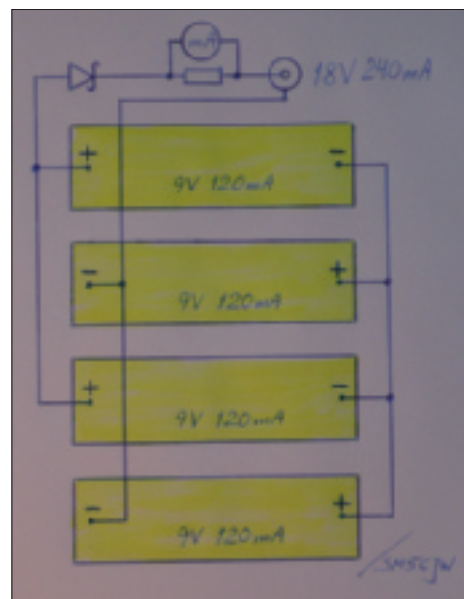 mA
18V 240mA
+ -
9V 120mA
- +
9V 120mA
+ -
9V 120mA
- +
9V 120mA
/SM5CJW